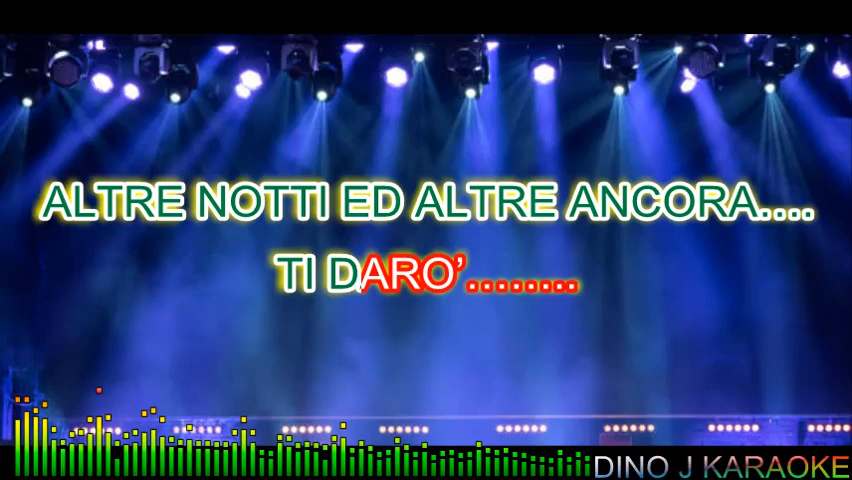 ALTRE NOTTI ED ALTRE ANCORA....
TI DARO’........
DINO J KARAOKE